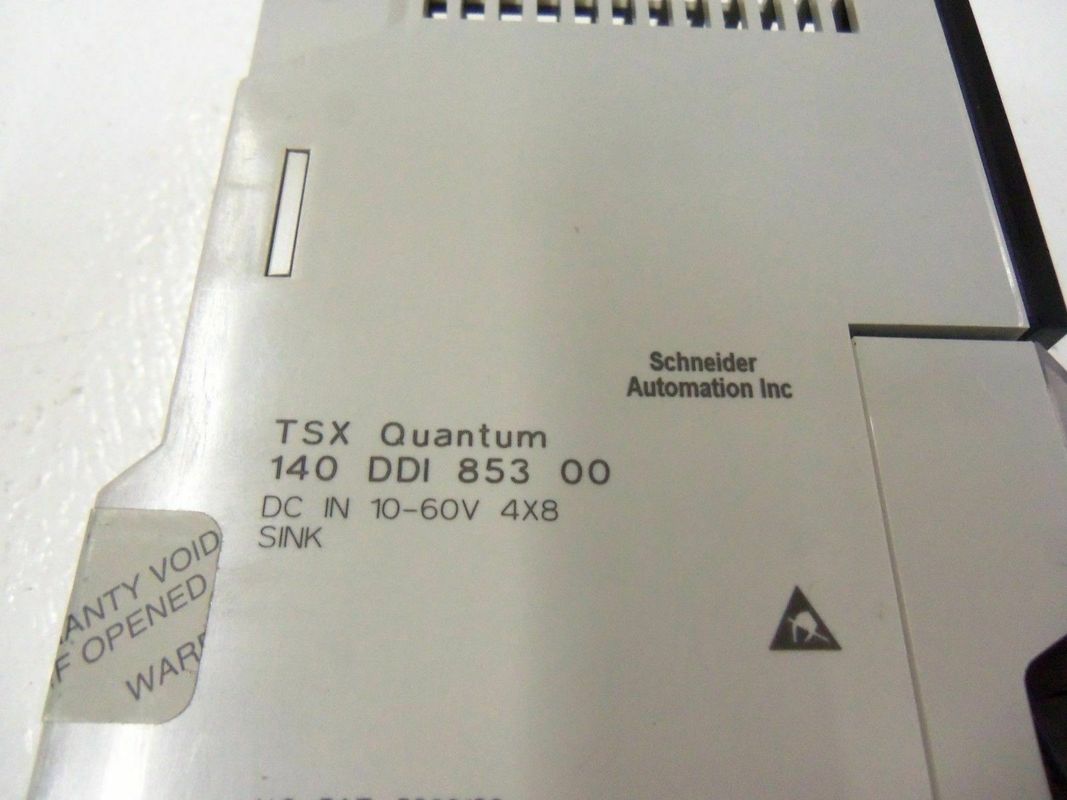 Schneider
Automation Inc
TSX Quantum
140 DDI 853 00
DC IN 10-60V 4X8
SINK
ANTY VOID
F OPENED
WAR